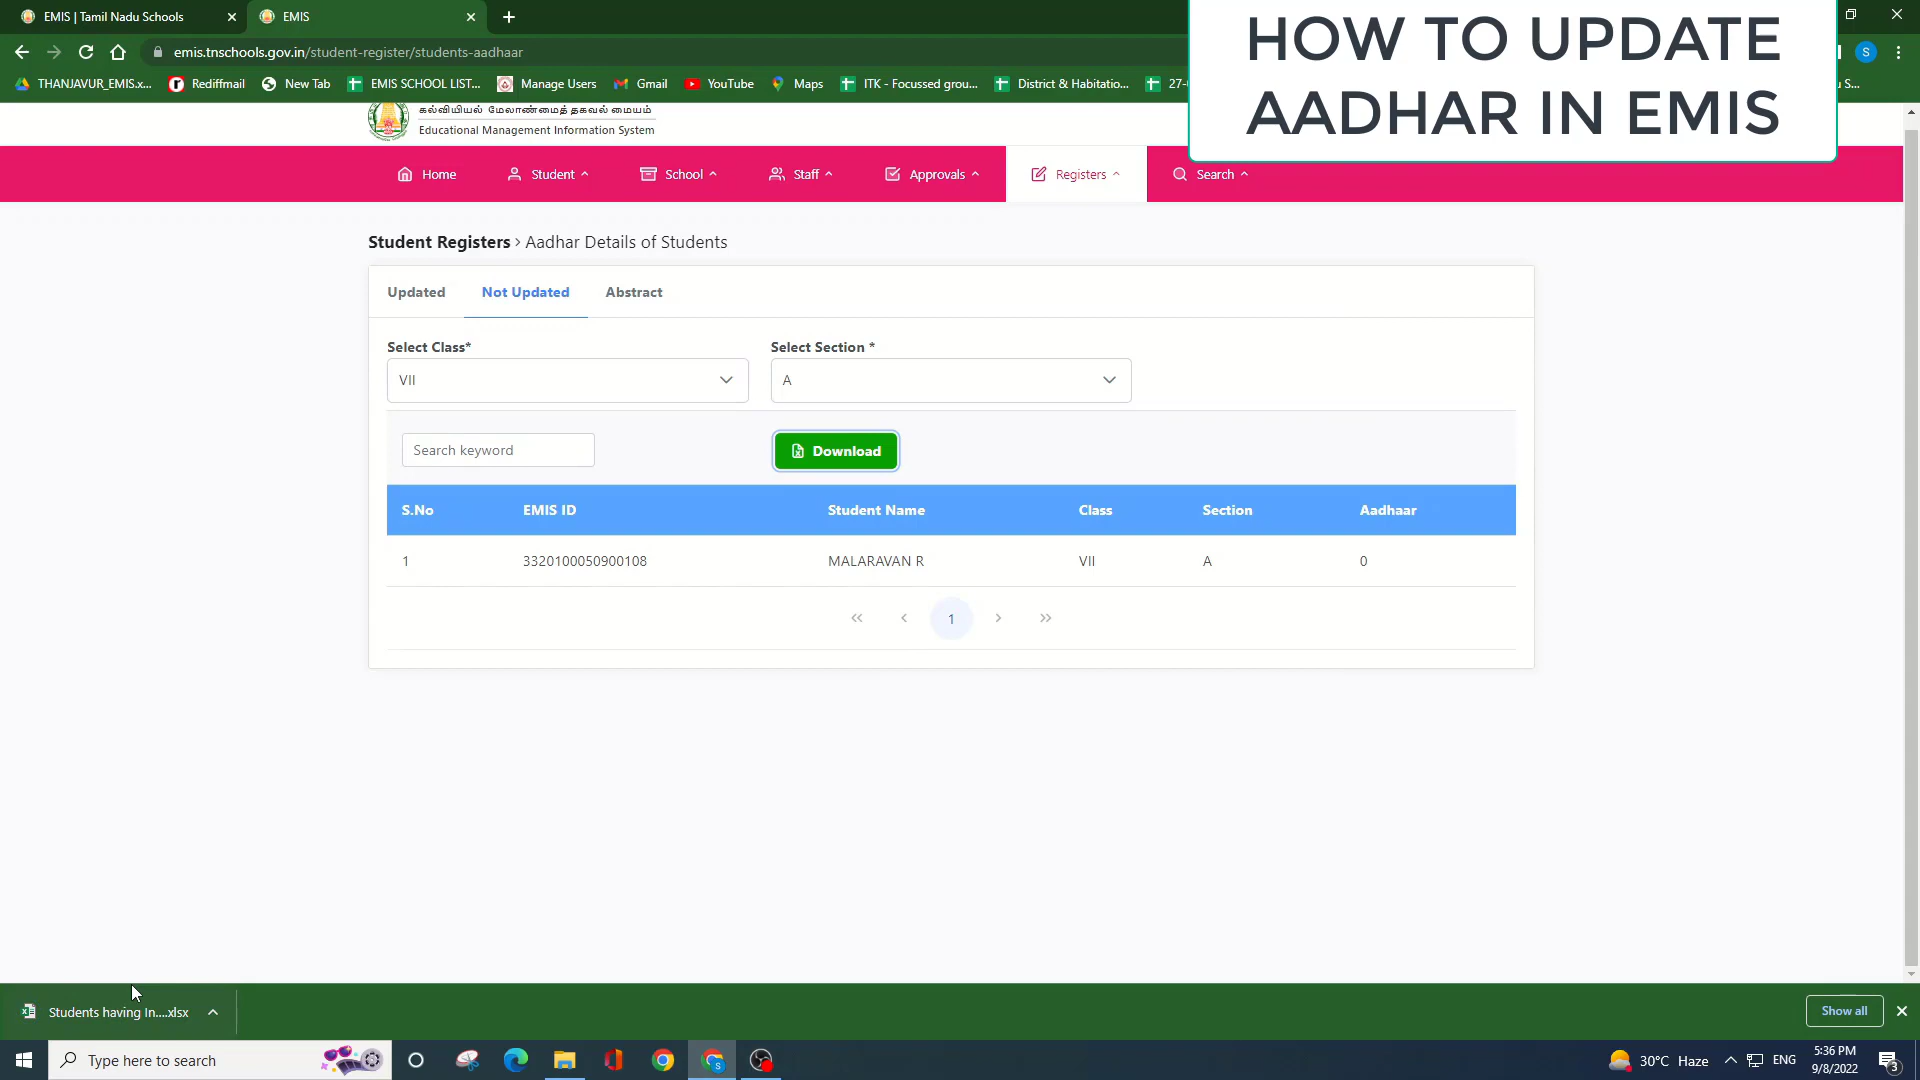 EMIS | Tamil Nadu Schools
EMIS
HOW TO UPDATE
AADHAR IN EMIS
emis.tnschools.gov.in/student-register/students-aadhaar
S
THANJAVUR_EMIS.x...
Rediffmail
New Tab
EMIS SCHOOL LIST...
Manage Users
Gmail
YouTube
Maps
ITK - Focussed grou...
District & Habitatio...
27-
S...
கல்வியியல் மேலாண்மைத் தகவல் மையம்
Educational Management Information System
Home
Student
School
Staff
Approvals
Registers
Search
Student Registers > Aadhar Details of Students
Updated
Not Updated
Abstract
Select Class*
Select Section *
VII
A
Search keyword
Download
S.No EMIS ID Student Name Class Section Aadhaar
1 3320100050900108 MALARAVAN R VII A 0
1
Students having In....xlsx
Show all
Type here to search
S
30°C Haze
ENG
5:36 PM
9/8/2022
3